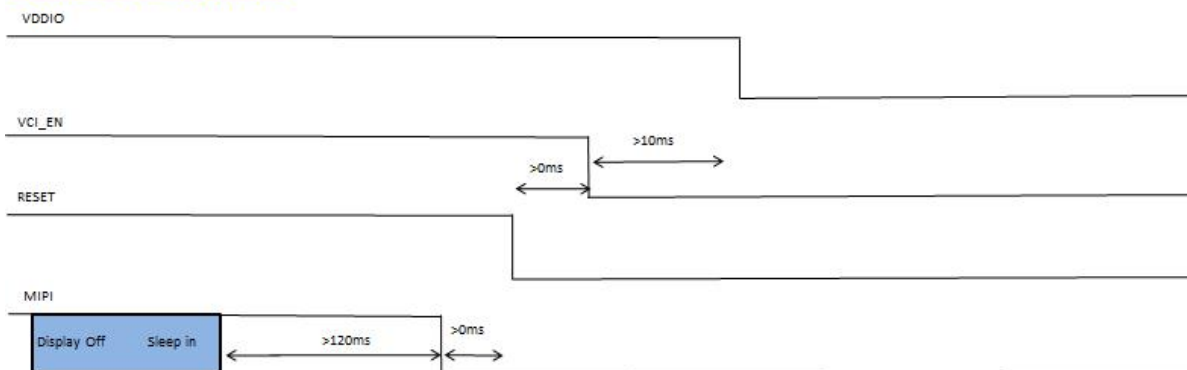 VDDIO
VCI_EN
>10ms
>0ms
RESET
MIPI
Display Off Sleep in >120ms >0ms